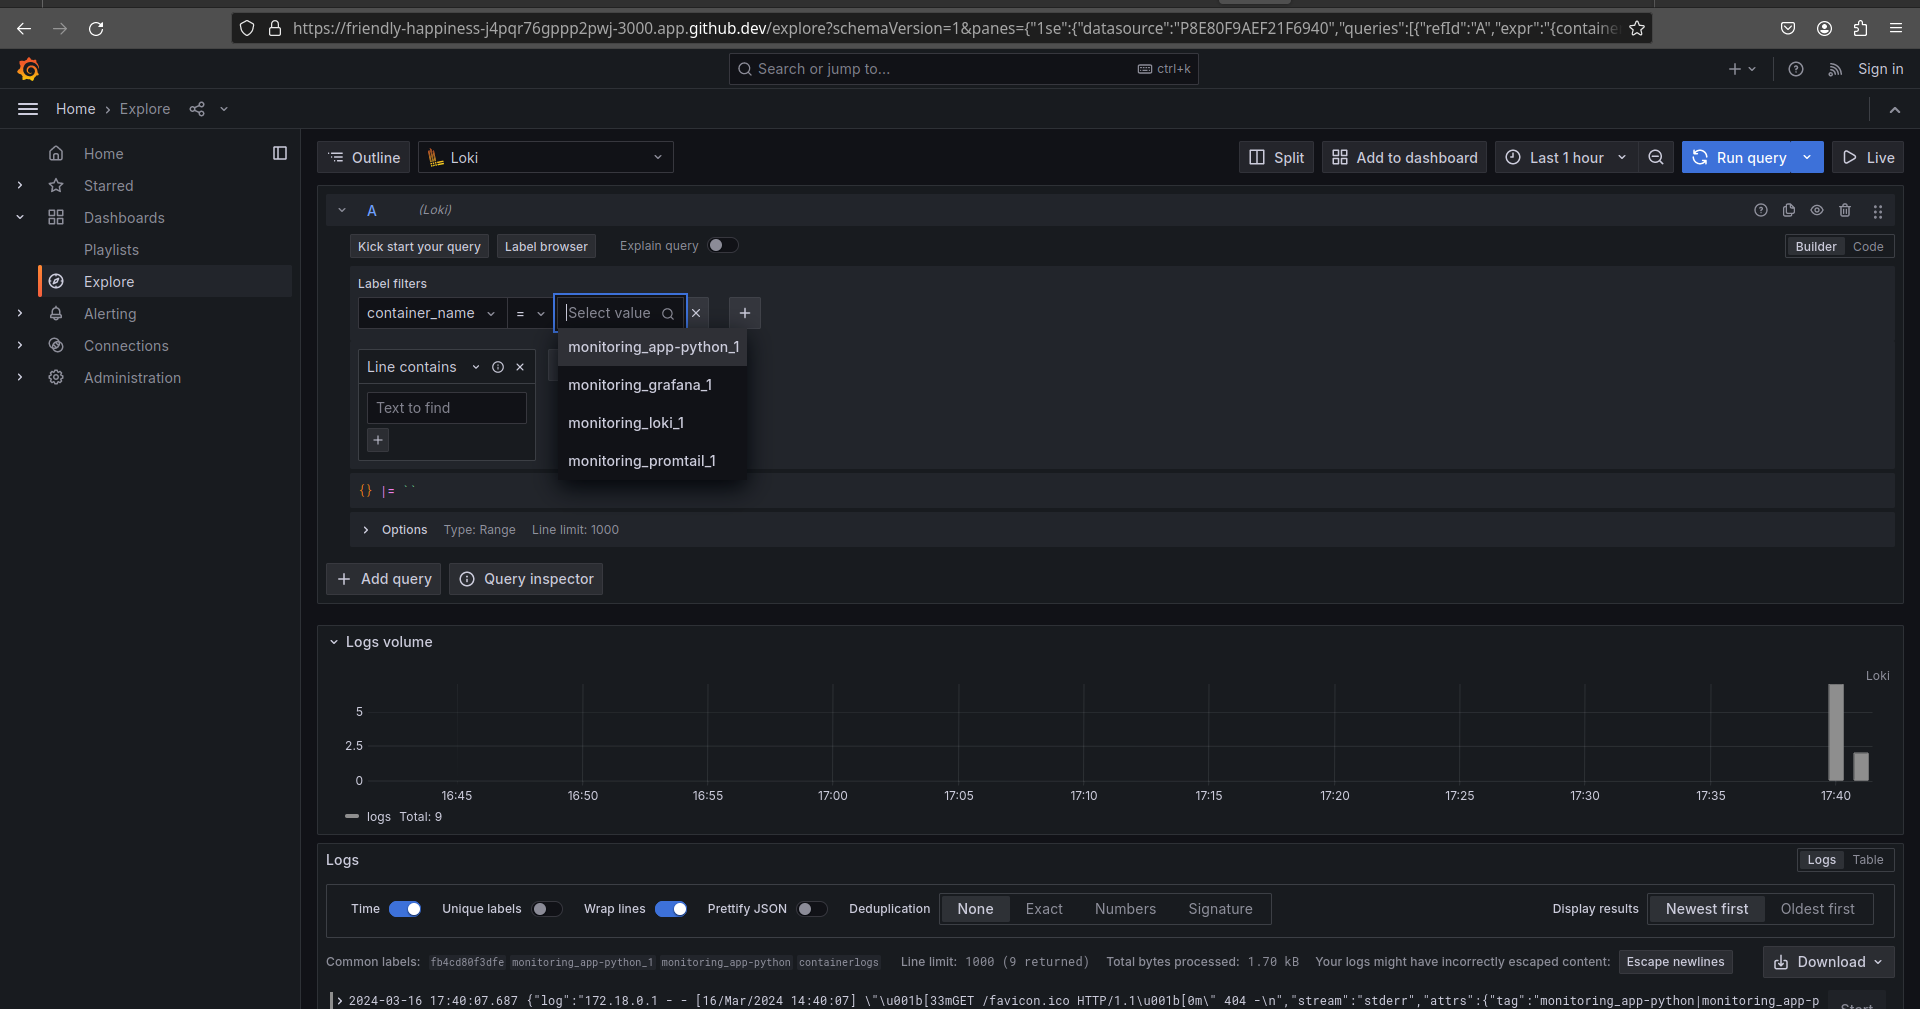 https://friendly-happiness-j4pqr76gppp2pwj-3000.app.github.dev/explore?schemaVersion=1&panes={"1se":{"datasource":"P8E80F9AEF21F6940","queries":[{"refId":"A","expr":"{containe
Search or jump to...
ctrl+k
Sign in
Home › Explore
Home
Starred
Dashboards
Playlists
Explore
Alerting
Connections
Administration
Outline
Loki
Split
Add to dashboard
Last 1 hour
Run query
Live
A
(Loki)
Kick start your query
Label browser
Explain query
Builder
Code
Label filters
container_name
=
Select value
monitoring_app-python_1
monitoring_grafana_1
monitoring_loki_1
monitoring_promtail_1
Line contains
Text to find
{} |= ``
Options Type: Range Line limit: 1000
Add query
Query inspector
Logs volume
Loki
5
2.5
0
16:45 16:50 16:55 17:00 17:05 17:10 17:15 17:20 17:25 17:30 17:35 17:40
logs Total: 9
Logs
Logs
Table
Time
Unique labels
Wrap lines
Prettify JSON
Deduplication
None
Exact
Numbers
Signature
Display results
Newest first
Oldest first
Common labels: fb4cd80f3dfe monitoring_app-python_1 monitoring_app-python containerlogs Line limit: 1000 (9 returned) Total bytes processed: 1.70 kB Your logs might have incorrectly escaped content: Escape newlines
Download
2024-03-16 17:40:07.687 {"log":"172.18.0.1 - - [16/Mar/2024 14:40:07] \"\u001b[33mGET /favicon.ico HTTP/1.1\u001b[0m\" 404 -\n","stream":"stderr","attrs":{"tag":"monitoring_app-python|monitoring_app-p